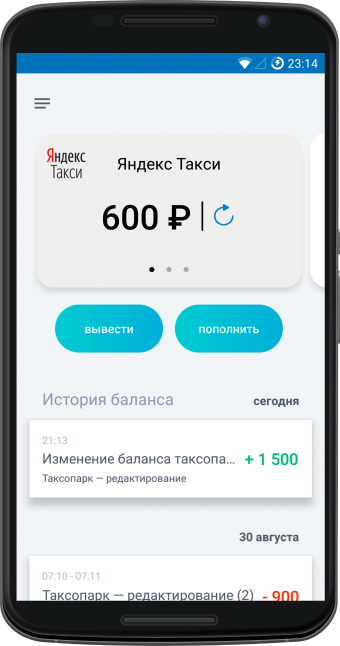 23:14
Яндекс
Такси
Яндекс Такси
600 ₽
вывести
пополнить
История баланса
сегодня
21:13
Изменение баланса таксопа... + 1 500
Таксопарк — редактирование
30 августа
07:10 - 07:11
Таксопарк — редактирование (2) - 900